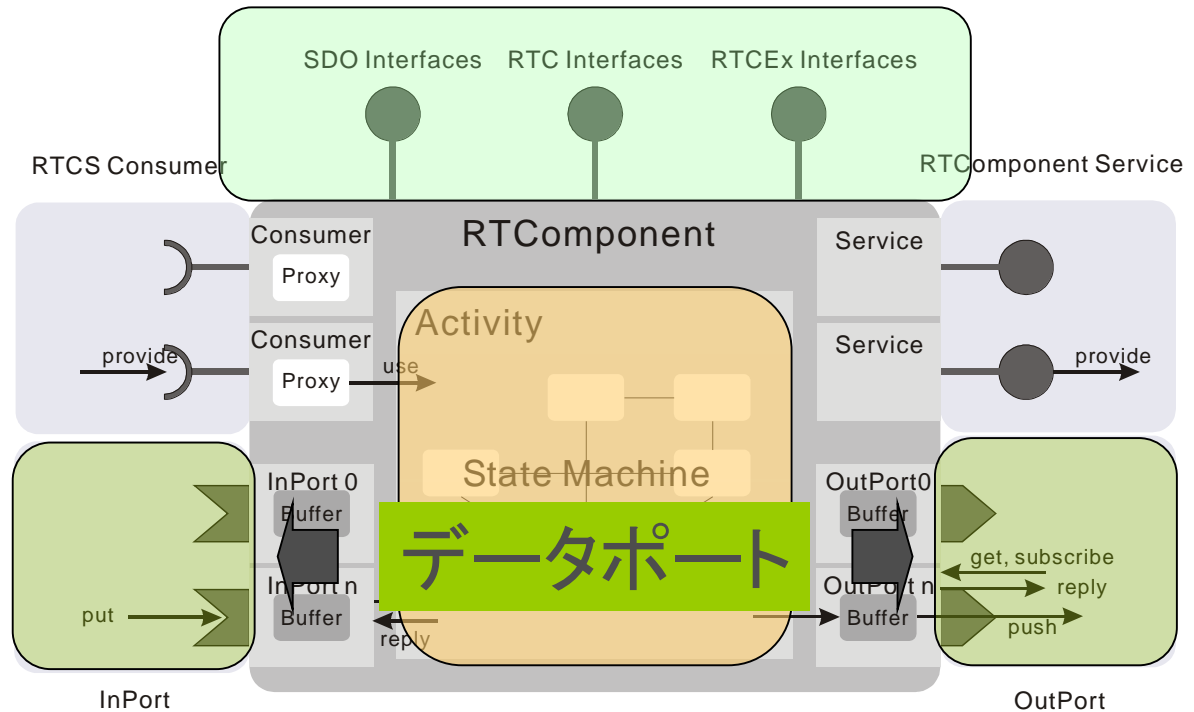 SDO Interfaces RTC Interfaces RTCEx Interfaces
RTCS Consumer
RTComponent Service
RTComponent
Consumer
Proxy
Service
Activity
Consumer
Proxy
provide
use
Service
provide
State Machine
InPort 0
Buffer
OutPort0
Buffer
データポート
get, subscribe
reply
InPort n
Buffer
put
reply
OutPort n
Buffer
push
InPort
OutPort